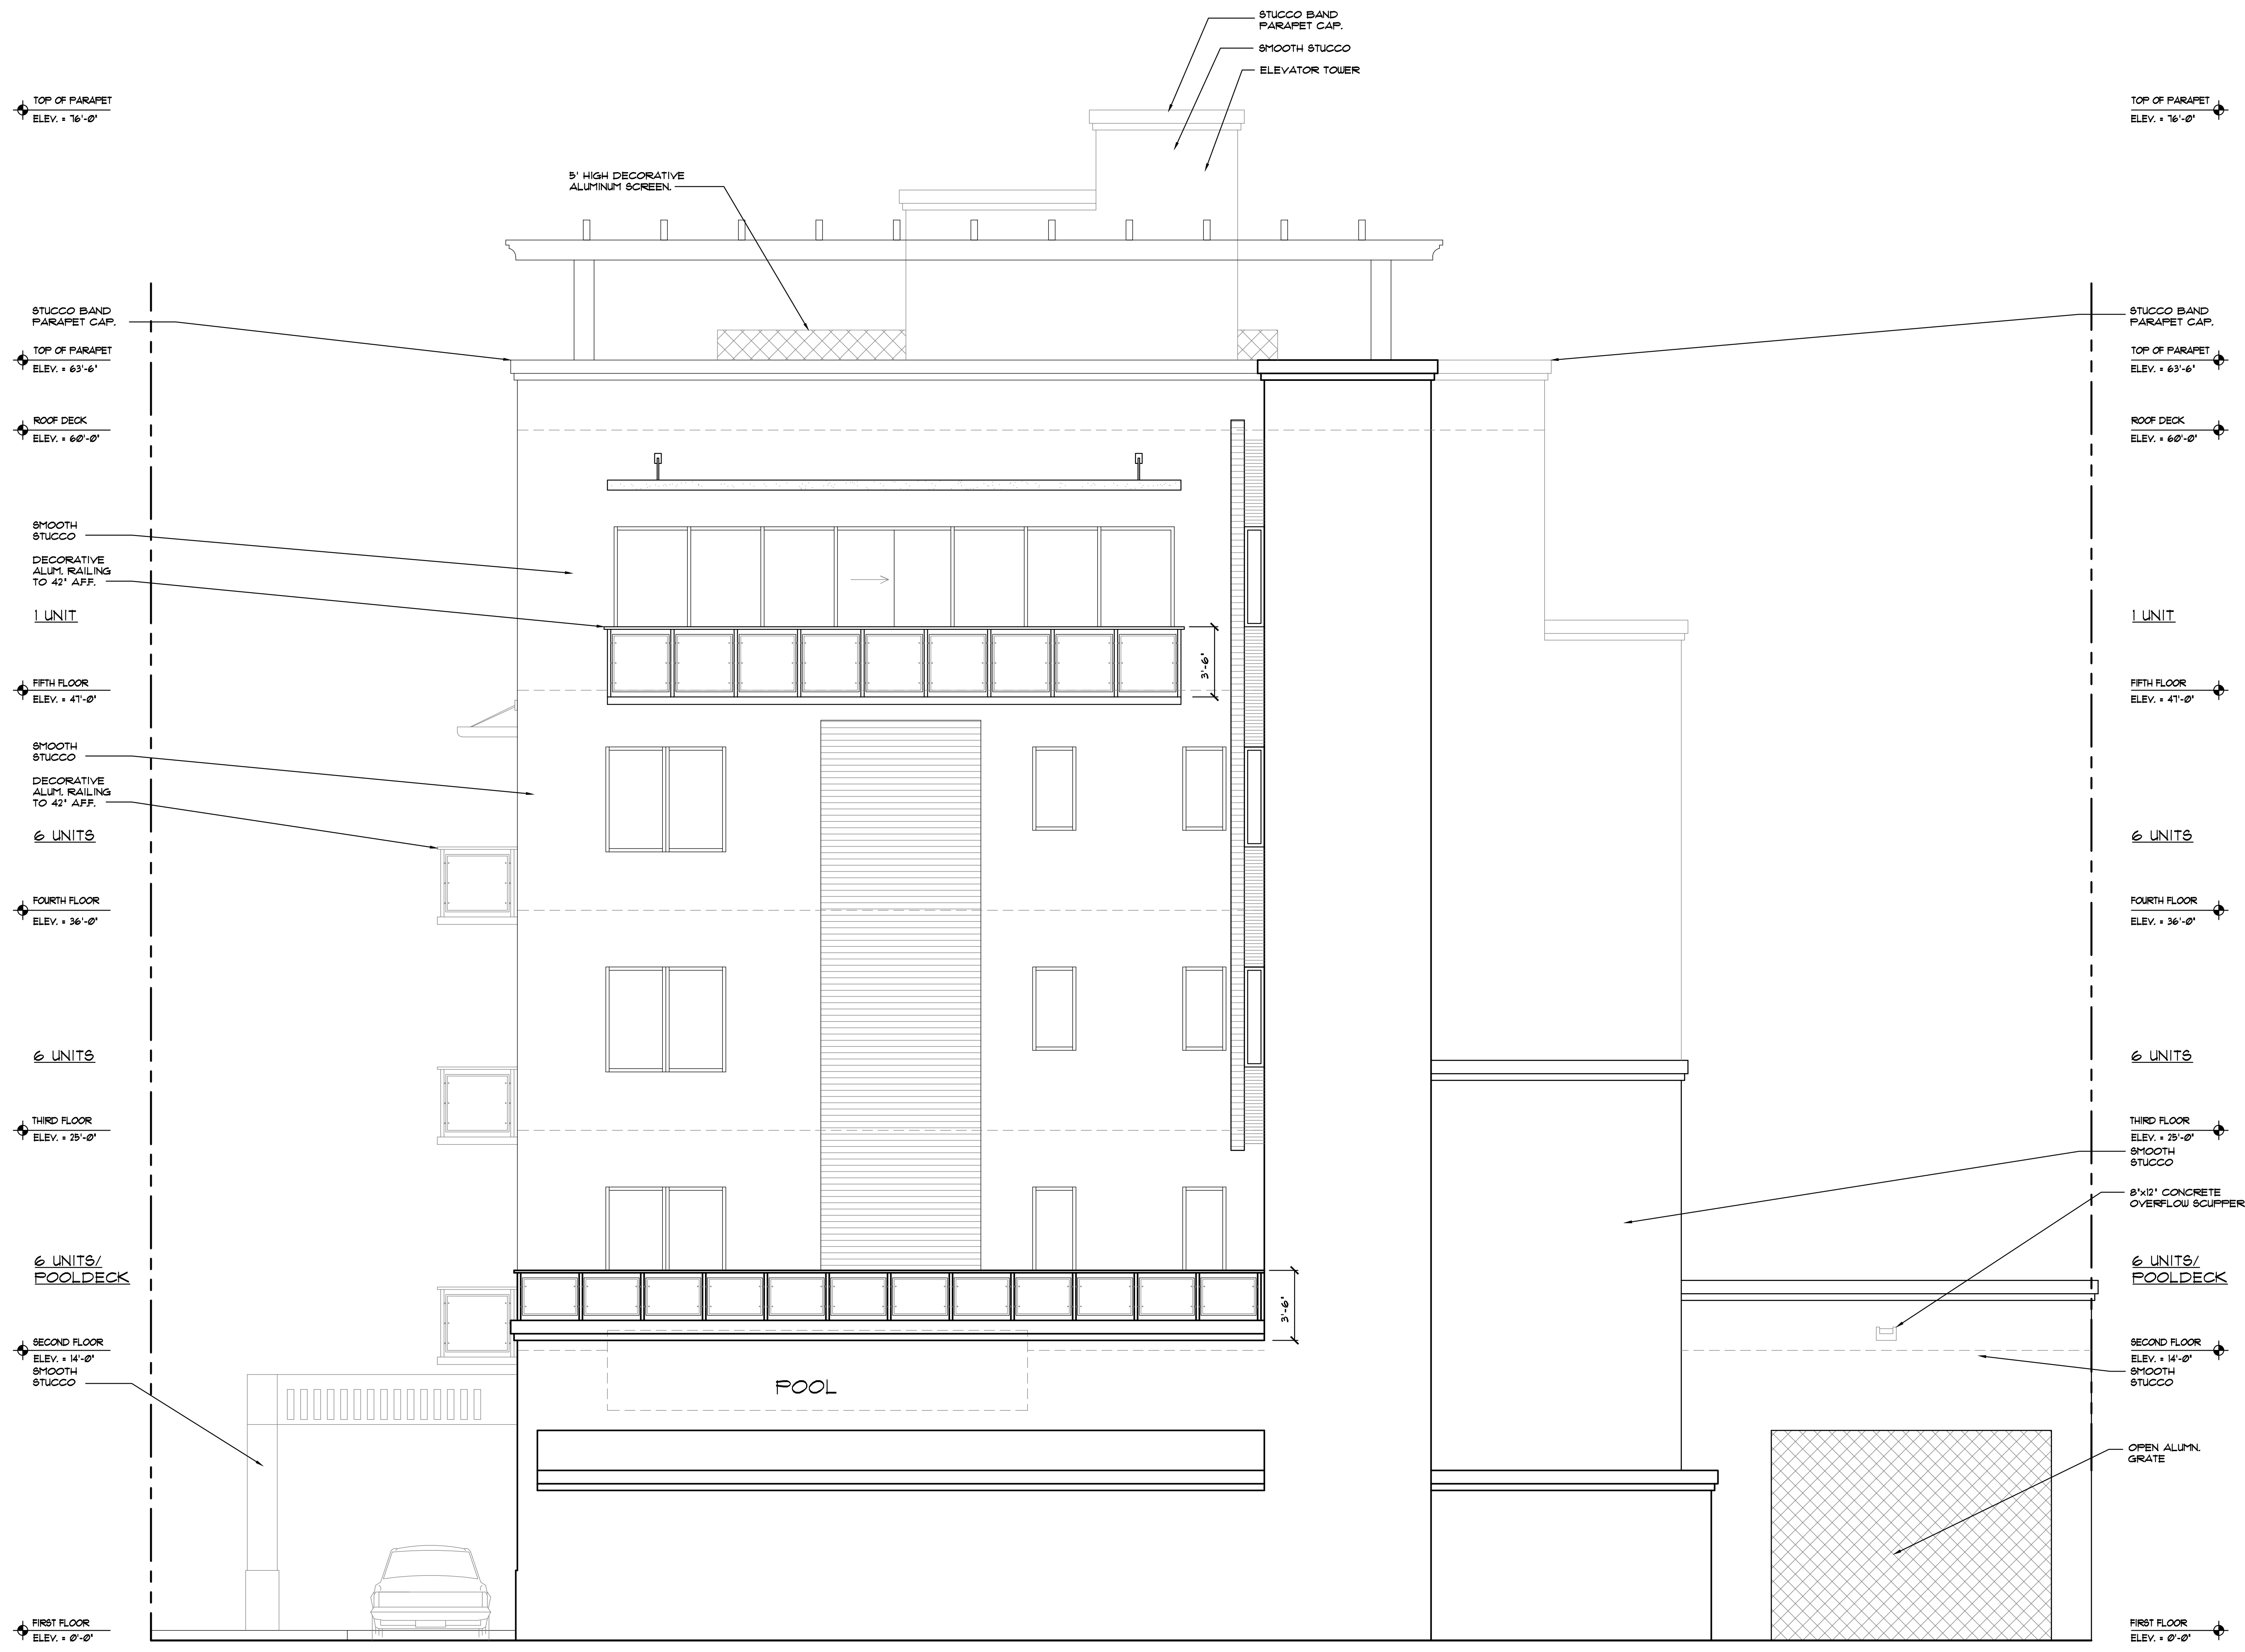 STUCCO BAND
PARAPET CAP.
SMOOTH STUCCO
ELEVATOR TOWER
5' HIGH DECORATIVE
ALUMINUM SCREEN.
TOP OF PARAPET
ELEV. = 76'-0"
STUCCO BAND
PARAPET CAP.
TOP OF PARAPET
ELEV. = 63'-6"
ROOF DECK
ELEV. = 60'-0"
SMOOTH
STUCCO
DECORATIVE
ALUM. RAILING
TO 42" A.F.F.
1 UNIT
FIFTH FLOOR
ELEV. = 47'-0"
SMOOTH
STUCCO
DECORATIVE
ALUM. RAILING
TO 42" A.F.F.
6 UNITS
FOURTH FLOOR
ELEV. = 36'-0"
6 UNITS
THIRD FLOOR
ELEV. = 25'-0"
6 UNITS/
POOLDECK
SECOND FLOOR
ELEV. = 14'-0"
SMOOTH
STUCCO
FIRST FLOOR
ELEV. = 0'-0"
3'-6"
3'-6"
POOL
TOP OF PARAPET
ELEV. = 76'-0"
STUCCO BAND
PARAPET CAP.
TOP OF PARAPET
ELEV. = 63'-6"
ROOF DECK
ELEV. = 60'-0"
1 UNIT
FIFTH FLOOR
ELEV. = 47'-0"
6 UNITS
FOURTH FLOOR
ELEV. = 36'-0"
6 UNITS
THIRD FLOOR
ELEV. = 25'-0"
SMOOTH
STUCCO
8"x12" CONCRETE
OVERFLOW SCUPPER
6 UNITS/
POOLDECK
SECOND FLOOR
ELEV. = 14'-0"
SMOOTH
STUCCO
OPEN ALUMN.
GRATE
FIRST FLOOR
ELEV. = 0'-0"